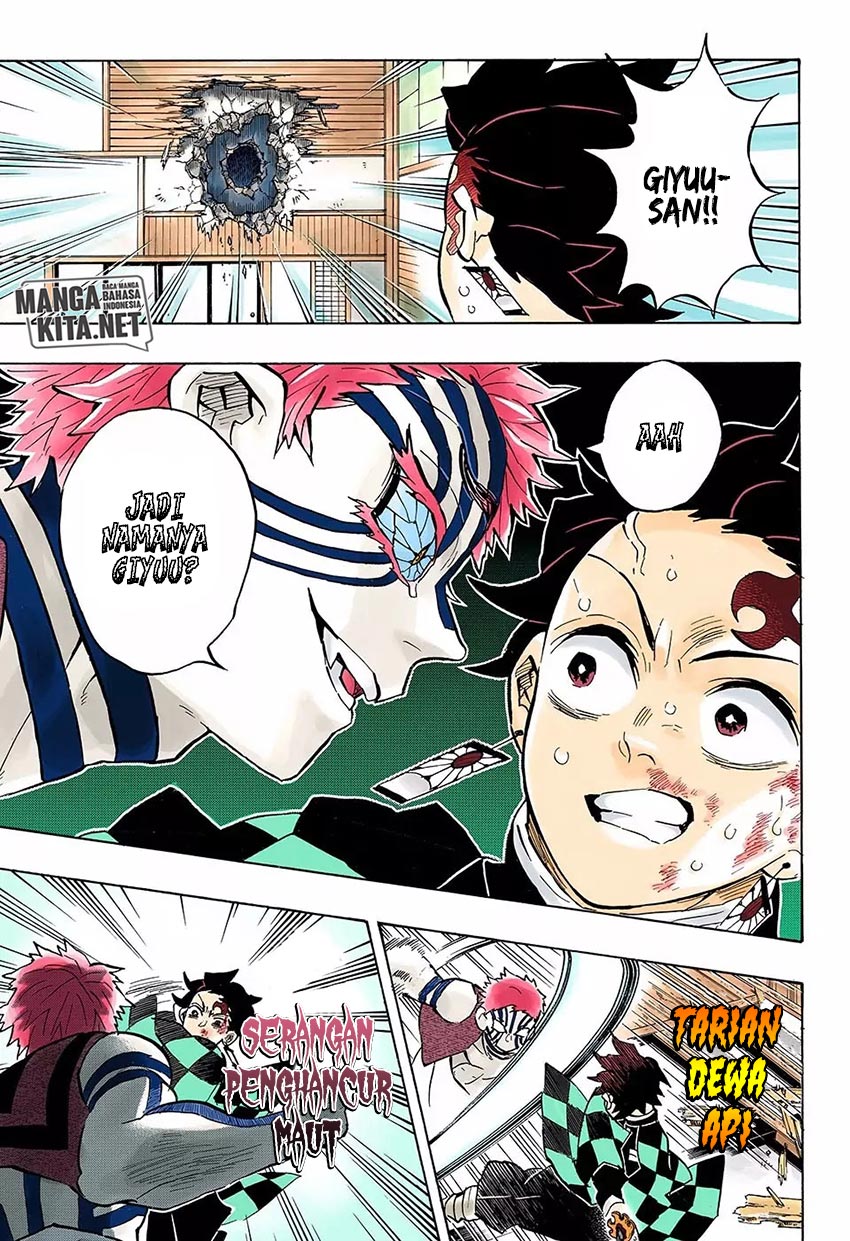 GIYUU-
SAN!!
MANGA
KITA.NET
BACA MANGA
BAHASA
INDONESIA
AAH
JADI
NAMANYA
GIYUU?
TARIAN
DEWA
API
SERANGAN
PENGHANCUR
MAUT